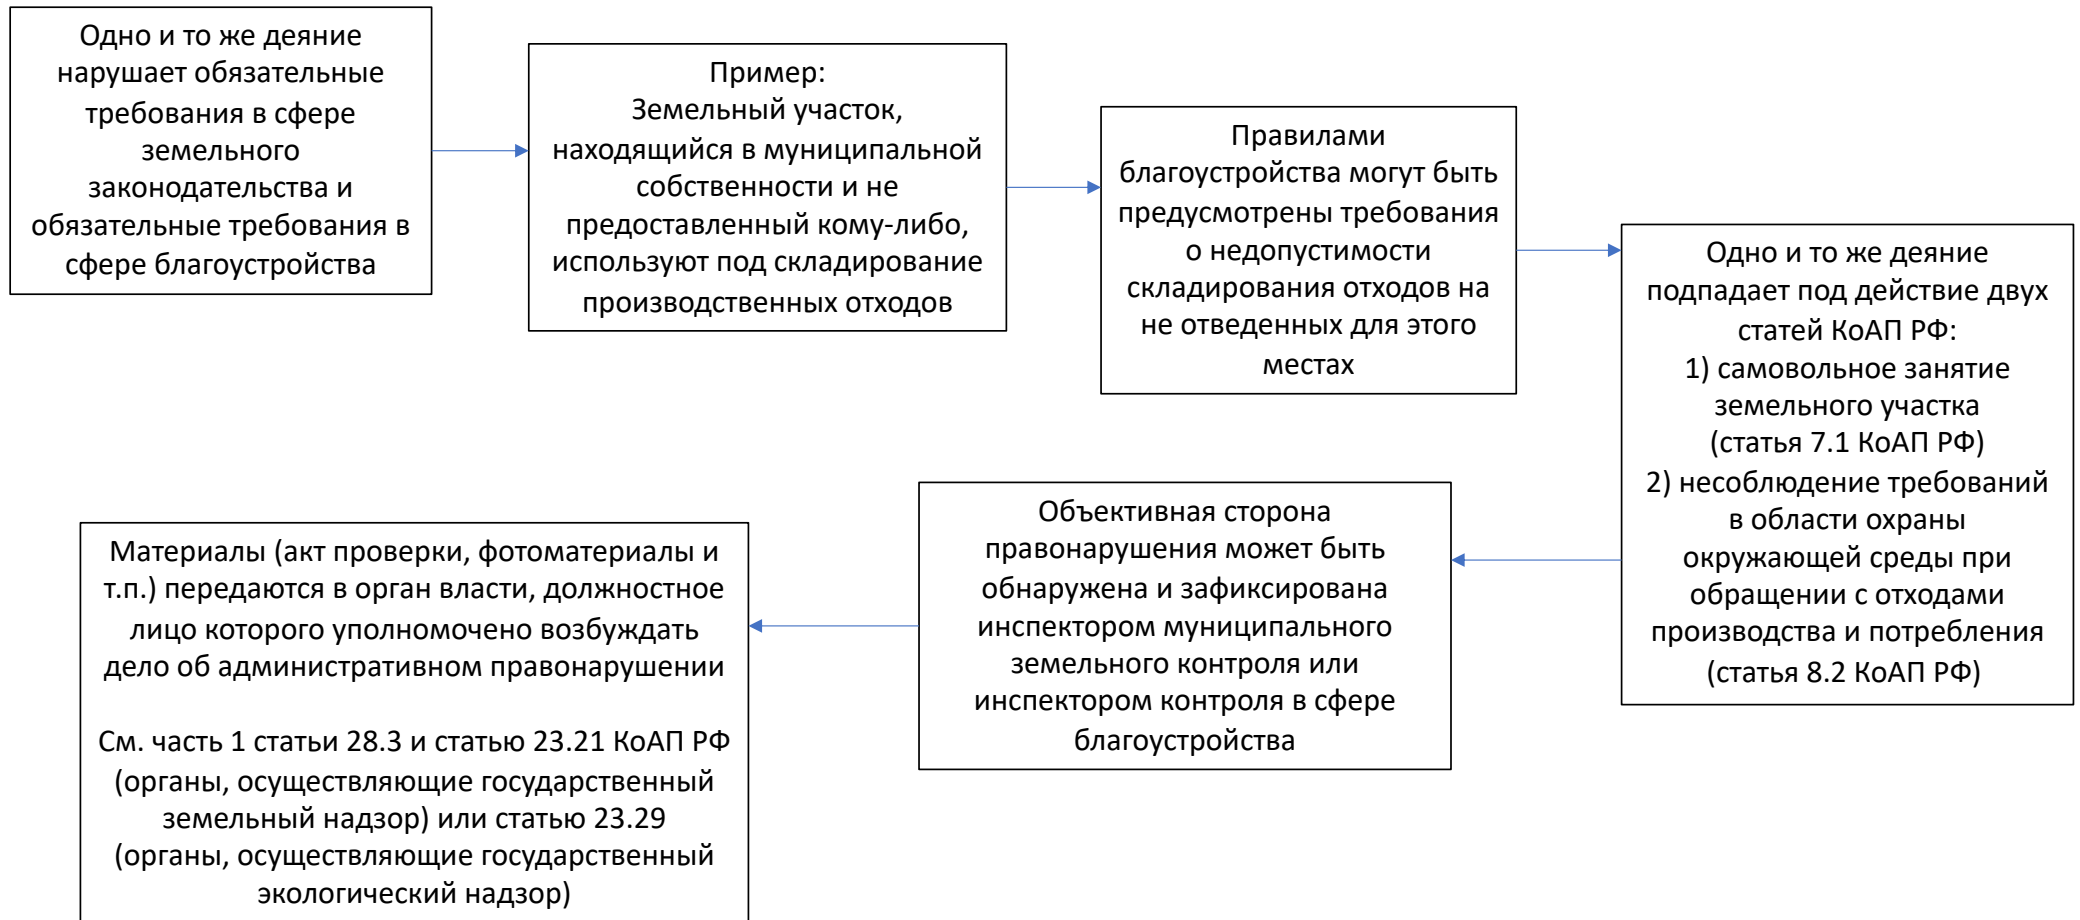 Одно и то же деяние
нарушает обязательные
требования в сфере
земельного
законодательства и
обязательные требования в
сфере благоустройства
Пример:
Земельный участок,
находящийся в муниципальной
собственности и не
предоставленный кому-либо,
используют под складирование
производственных отходов
Правилами
благоустройства могут быть
предусмотрены требования
о недопустимости
складирования отходов на
не отведенных для этого
местах
Одно и то же деяние
подпадает под действие двух
статей КоАП РФ:
1) самовольное занятие
земельного участка
(статья 7.1 КоАП РФ)
2) несоблюдение требований
в области охраны
окружающей среды при
обращении с отходами
производства и потребления
(статья 8.2 КоАП РФ)
Объективная сторона
правонарушения может быть
обнаружена и зафиксирована
инспектором муниципального
земельного контроля или
инспектором контроля в сфере
благоустройства
Материалы (акт проверки, фотоматериалы и
т.п.) передаются в орган власти, должностное
лицо которого уполномочено возбуждать
дело об административном правонарушении
См. часть 1 статьи 28.3 и статью 23.21 КоАП РФ
(органы, осуществляющие государственный
земельный надзор) или статью 23.29
(органы, осуществляющие государственный
экологический надзор)